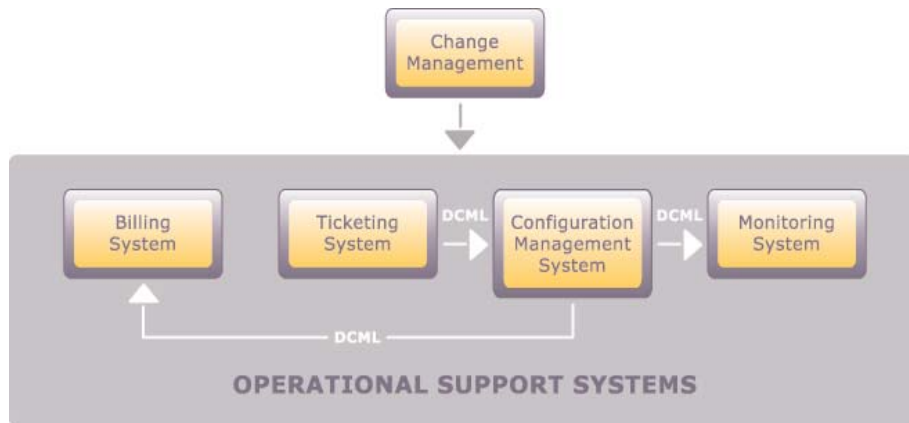 Change
Management
Billing
System
Ticketing
System
DCML
Configuration
Management
System
DCML
Monitoring
System
DCML
OPERATIONAL SUPPORT SYSTEMS